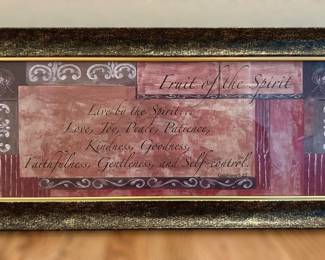 Fruit of the Spirit
Live by the Spirit...
Love, Joy, Peace, Patience,
Kindness, Goodness,
Faithfulness, Gentleness, and Self-control.